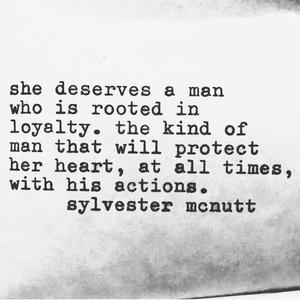 she deserves a man
who is rooted in
loyalty. the kind of
man that will protect
her heart, at all times,
with his actions.
sylvester mcnutt